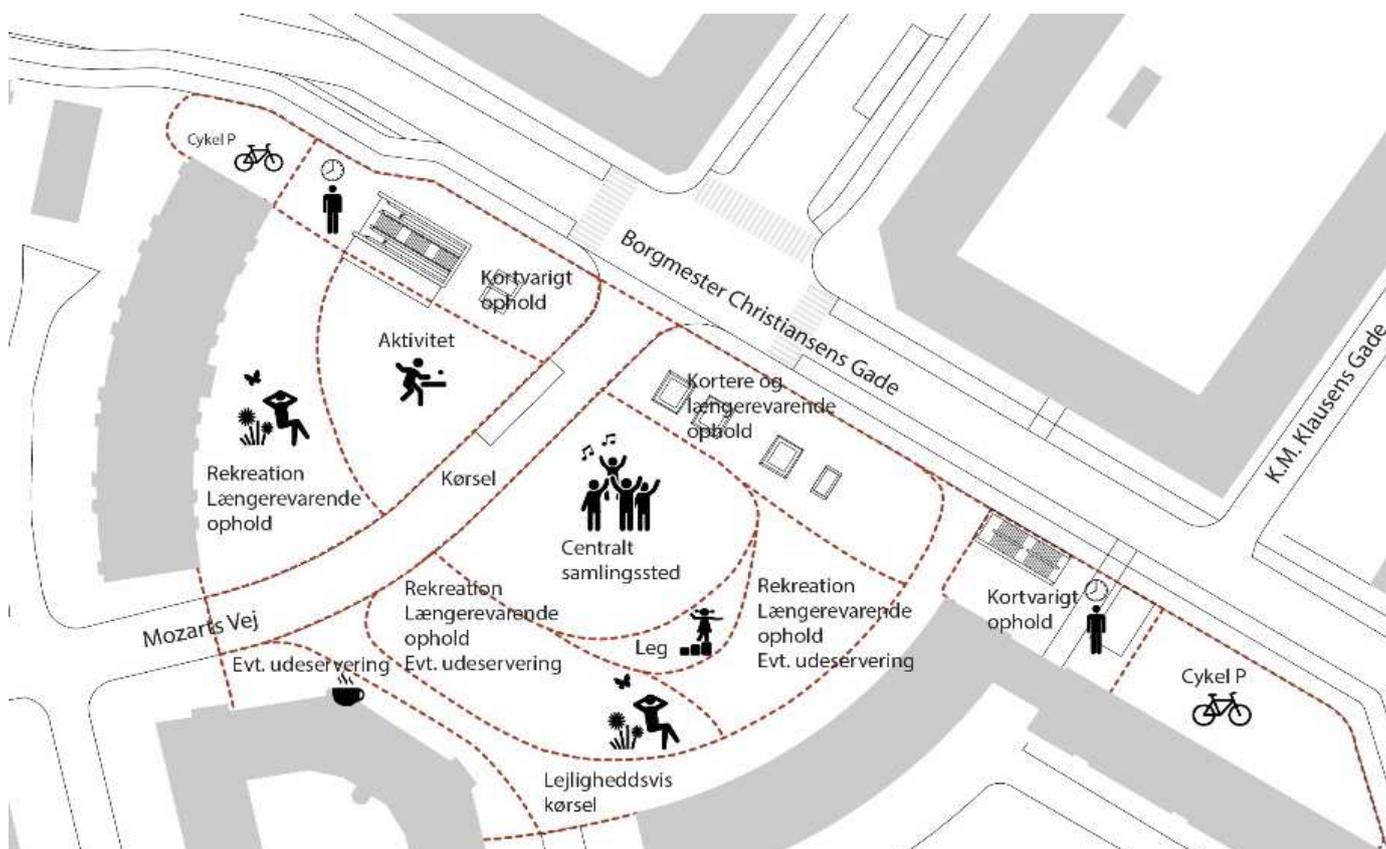 Cykel P
Kortvarigt
ophold
Borgmester Christiansens Gade
K.M. Klausens Gade
Aktivitet
Kortere og
længerevarende
ophold
Rekreation
Længerevarende
ophold
Kørsel
Centralt
samlingssted
Rekreation
Længerevarende
ophold
Evt. udeservering
Rekreation
Længerevarende
ophold
Evt. udeservering
Kortvarigt
ophold
Mozarts Vej
Leg
Evt. udeservering
Cykel P
Lejligheddsvis
kørsel